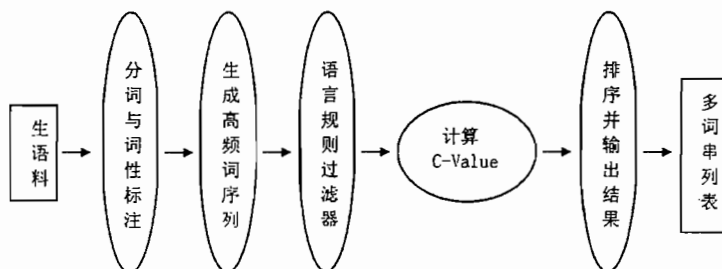 生语料
分词与词性标注
生成高频词序列
语言规则过滤器
计算
C-Value
排序并输出结果
多词串列表